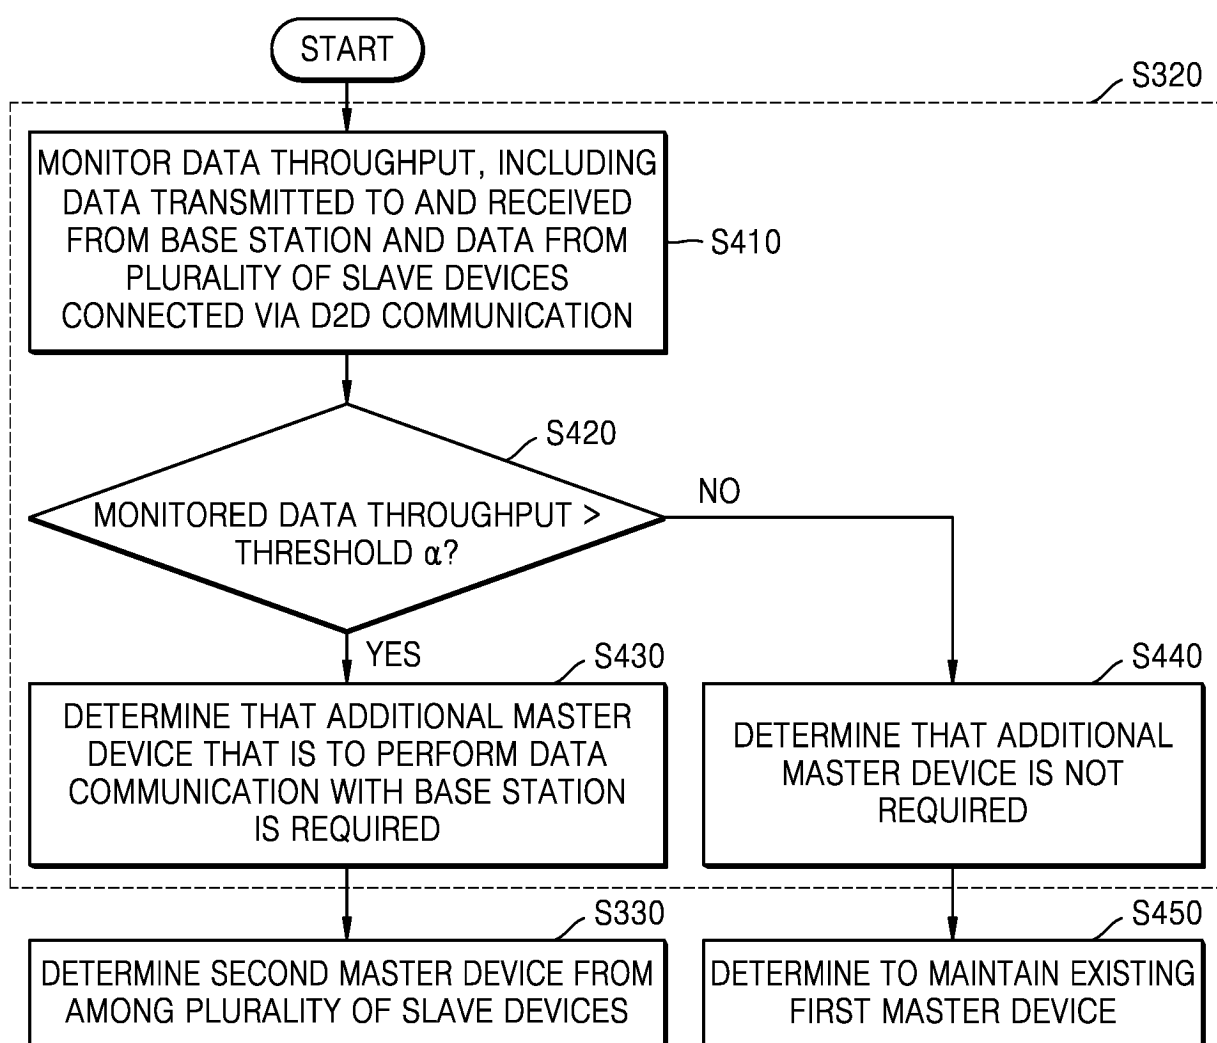 START
S320
MONITOR DATA THROUGHPUT, INCLUDING
DATA TRANSMITTED TO AND RECEIVED
FROM BASE STATION AND DATA FROM
PLURALITY OF SLAVE DEVICES
CONNECTED VIA D2D COMMUNICATION
S410
S420
MONITORED DATA THROUGHPUT >
THRESHOLD α?
NO
YES
S430
DETERMINE THAT ADDITIONAL MASTER
DEVICE THAT IS TO PERFORM DATA
COMMUNICATION WITH BASE STATION
IS REQUIRED
S440
DETERMINE THAT ADDITIONAL
MASTER DEVICE IS NOT
REQUIRED
S330
DETERMINE SECOND MASTER DEVICE FROM
AMONG PLURALITY OF SLAVE DEVICES
S450
DETERMINE TO MAINTAIN EXISTING
FIRST MASTER DEVICE